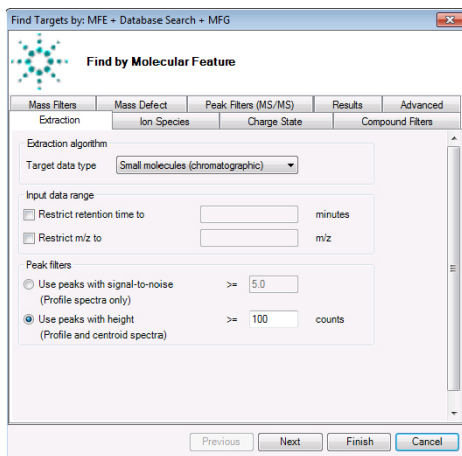 Find Targets by: MFE + Database Search + MFG
Find by Molecular Feature
Mass Filters Mass Defect Peak Filters (MS/MS) Results Advanced
Extraction Ion Species Charge State Compound Filters
Extraction algorithm
Target data type Small molecules (chromatographic)
Input data range
Restrict retention time to minutes
Restrict m/z to m/z
Peak filters
Use peaks with signal-to-noise >= 5.0
(Profile spectra only)
Use peaks with height >= 100 counts
(Profile and centroid spectra)
Previous Next Finish Cancel